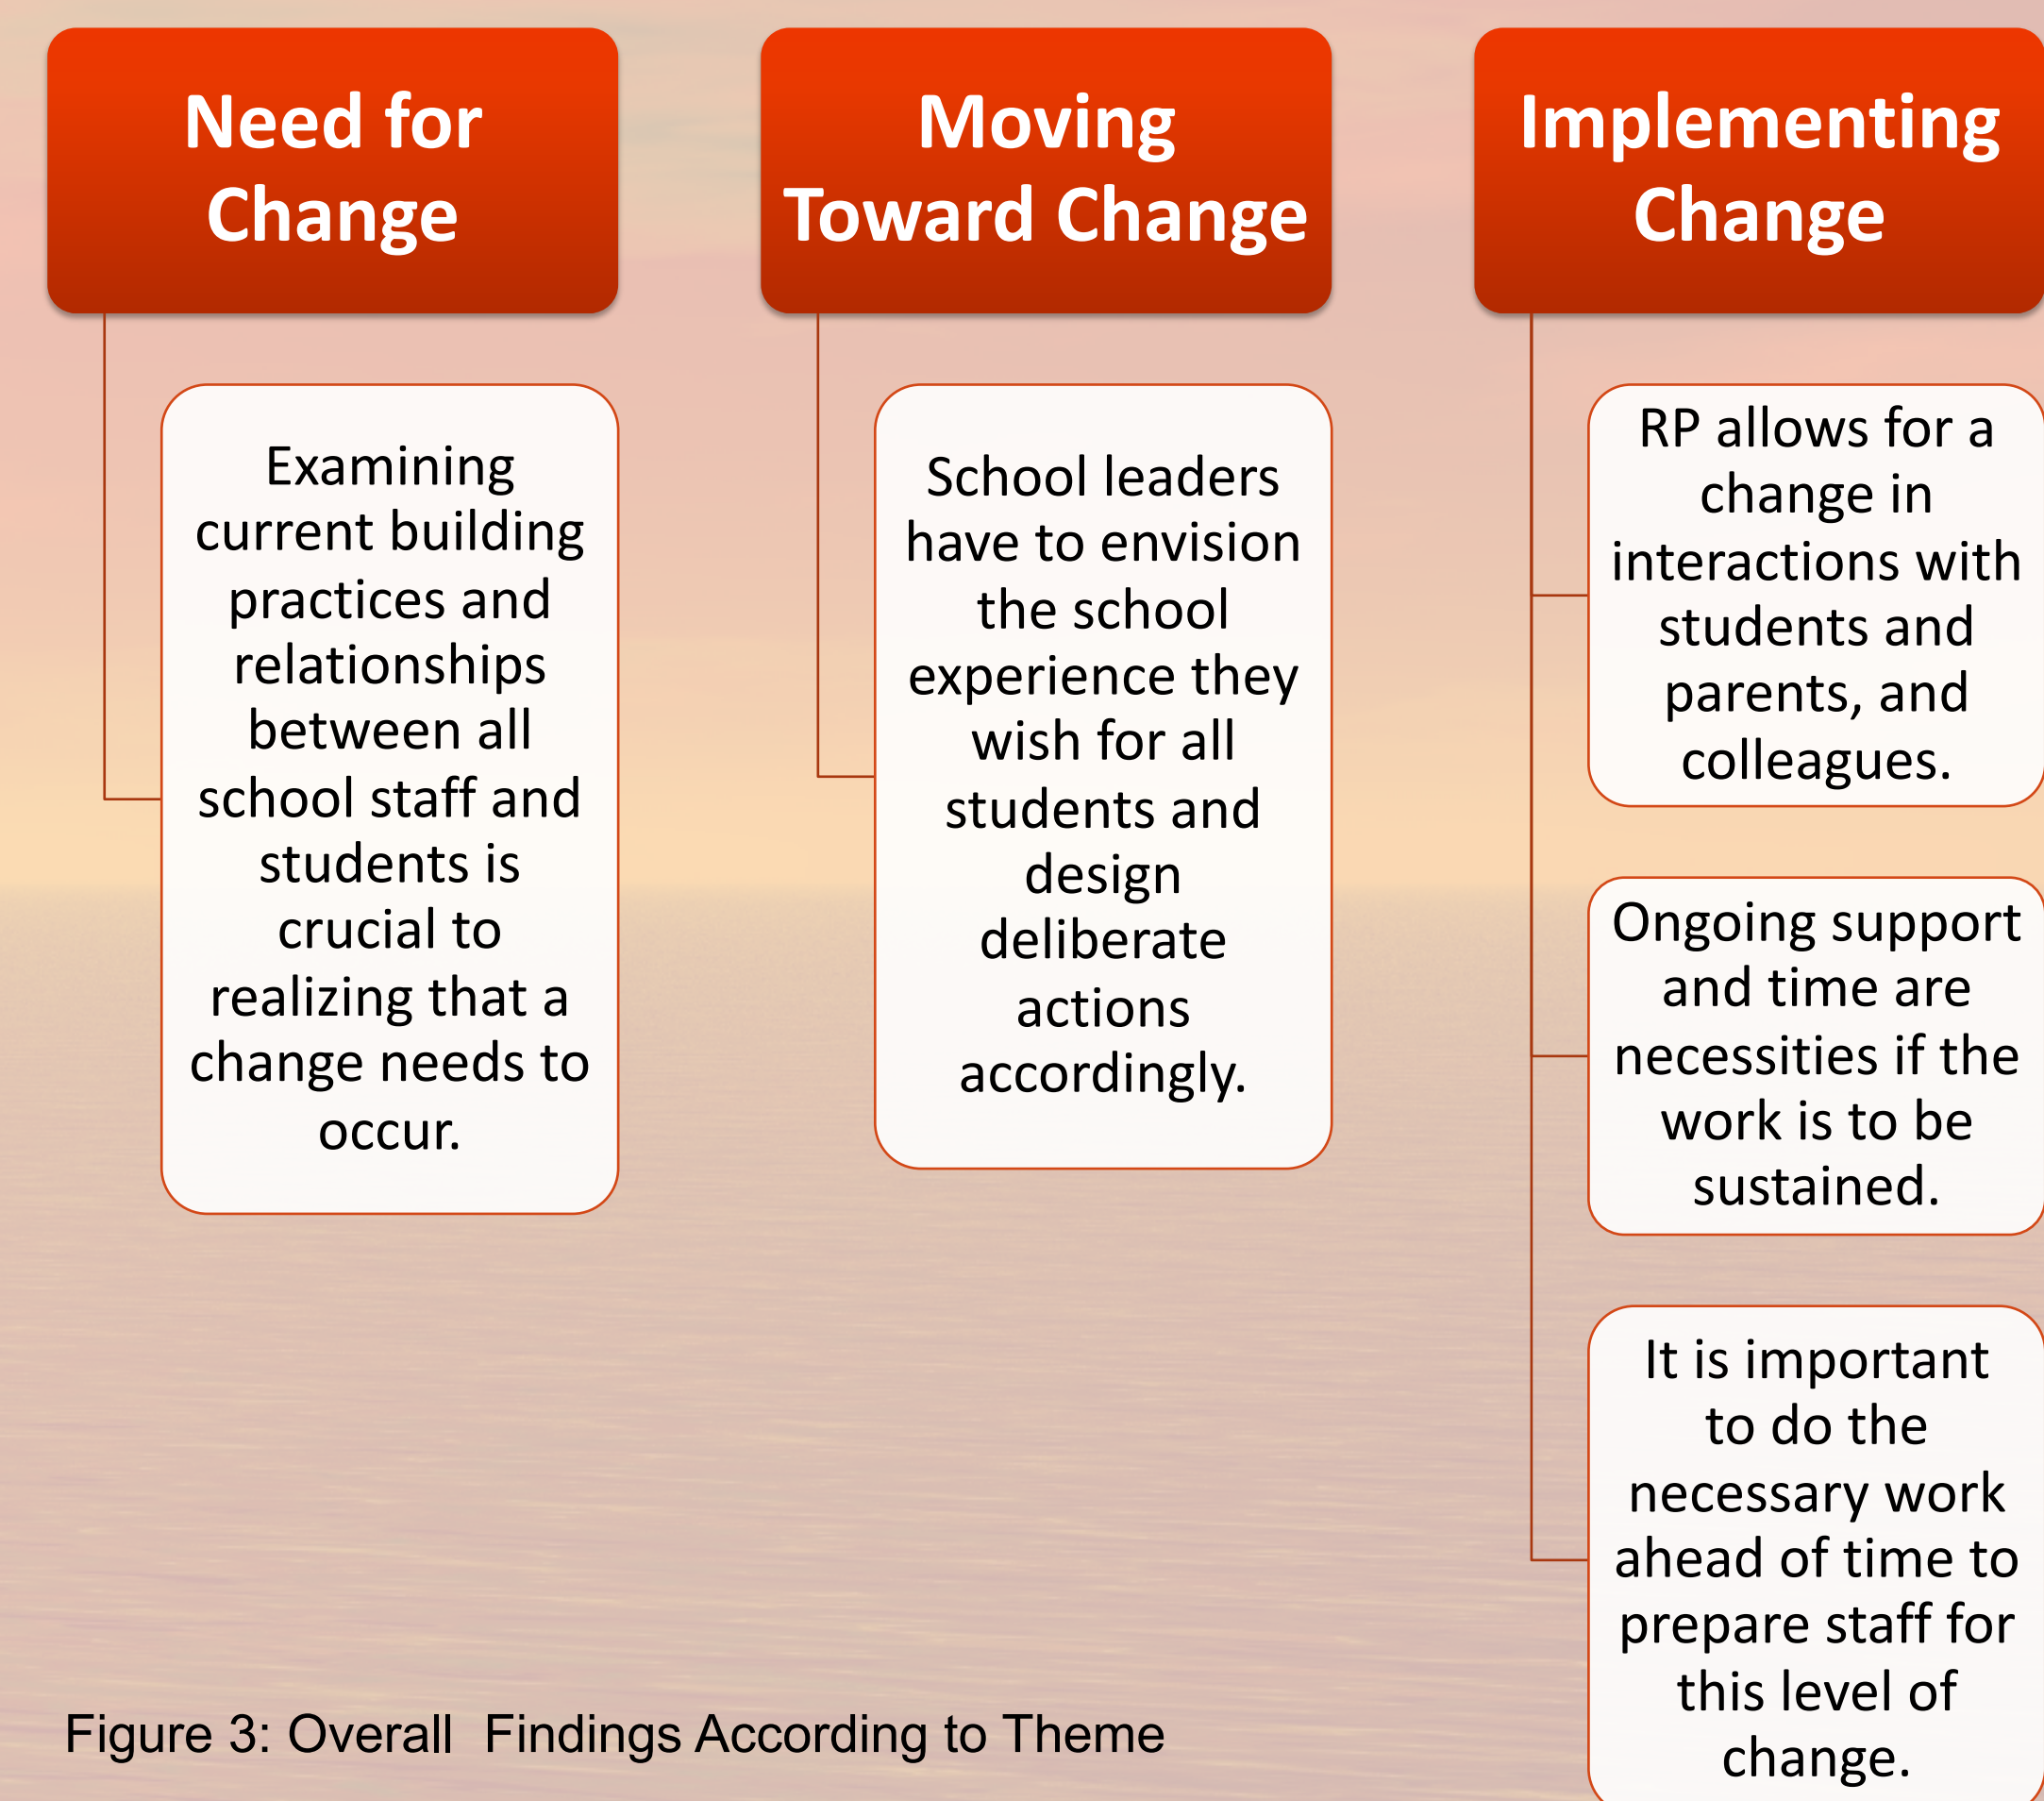 Need for
Change
Examining
current building
practices and
relationships
between all
school staff and
students is
crucial to
realizing that a
change needs to
occur.
Moving
Toward Change
School leaders
have to envision
the school
experience they
wish for all
students and
design
deliberate
actions
accordingly.
Implementing
Change
RP allows for a
change in
interactions with
students and
parents, and
colleagues.
Ongoing support
and time are
necessities if the
work is to be
sustained.
It is important
to do the
necessary work
ahead of time to
prepare staff for
this level of
change.
Figure 3: Overall  Findings According to Theme